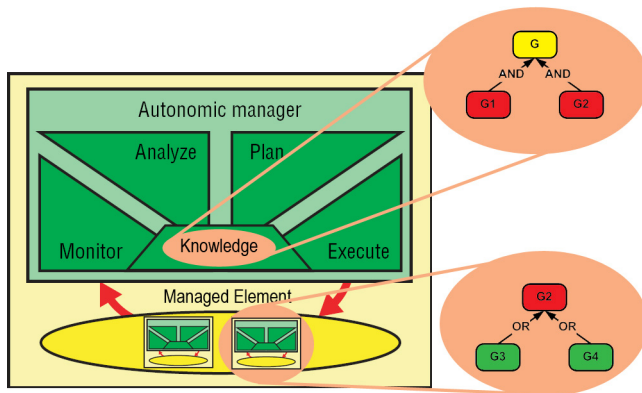 G
AND AND
G1 G2
Autonomic manager
Analyze Plan
Monitor Knowledge Execute
Managed Element
G2
OR OR
G3 G4